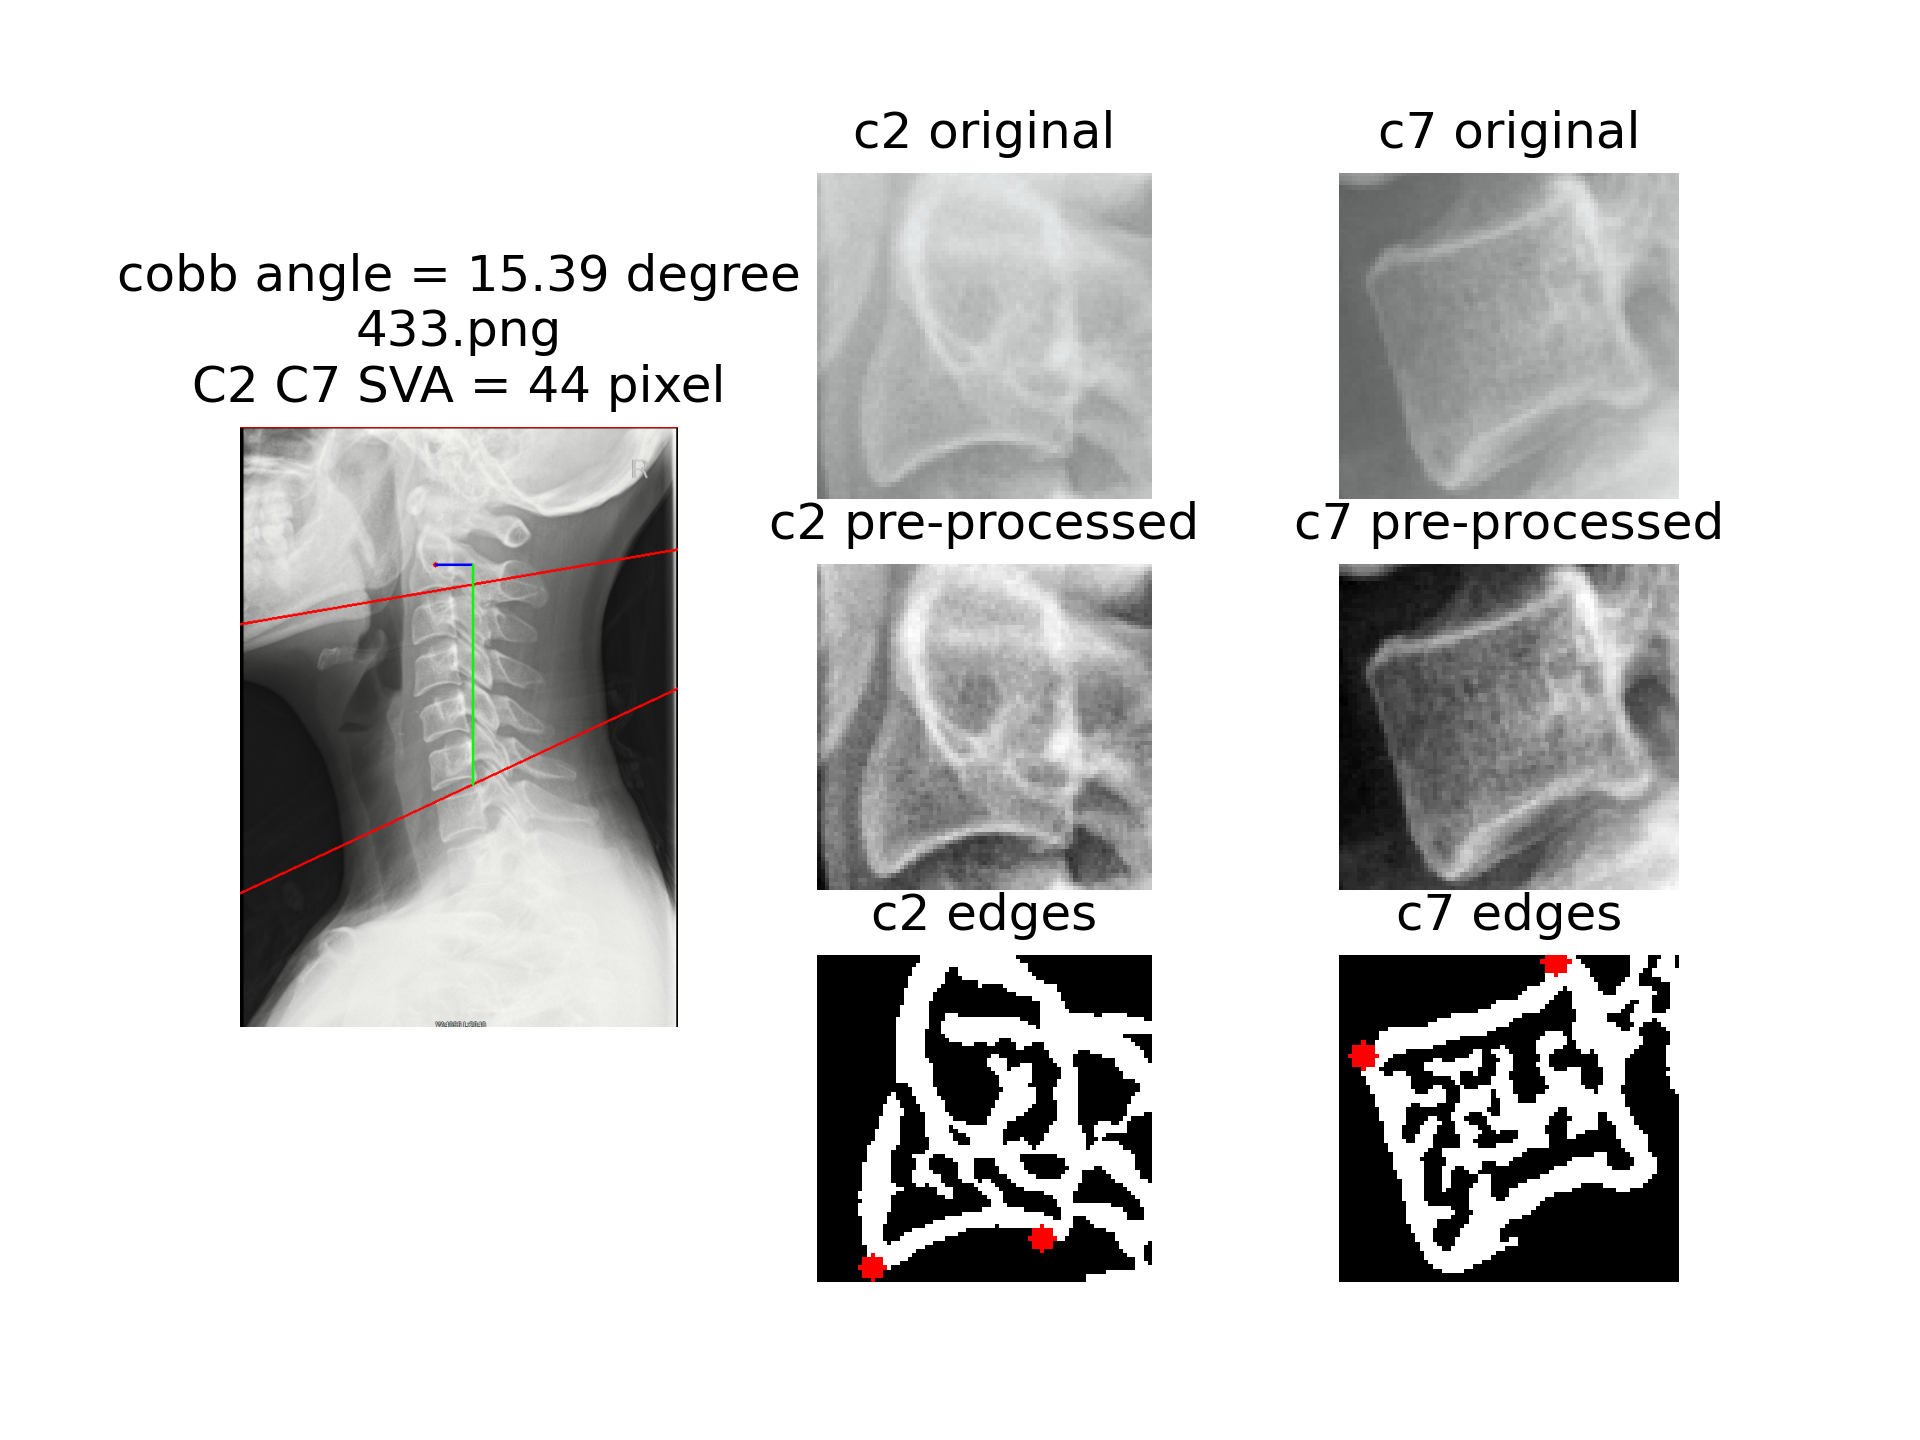 cobb angle = 15.39 degree
433.png
C2 C7 SVA = 44 pixel
R
c2 original
c7 original
c2 pre-processed
c7 pre-processed
c2 edges
c7 edges